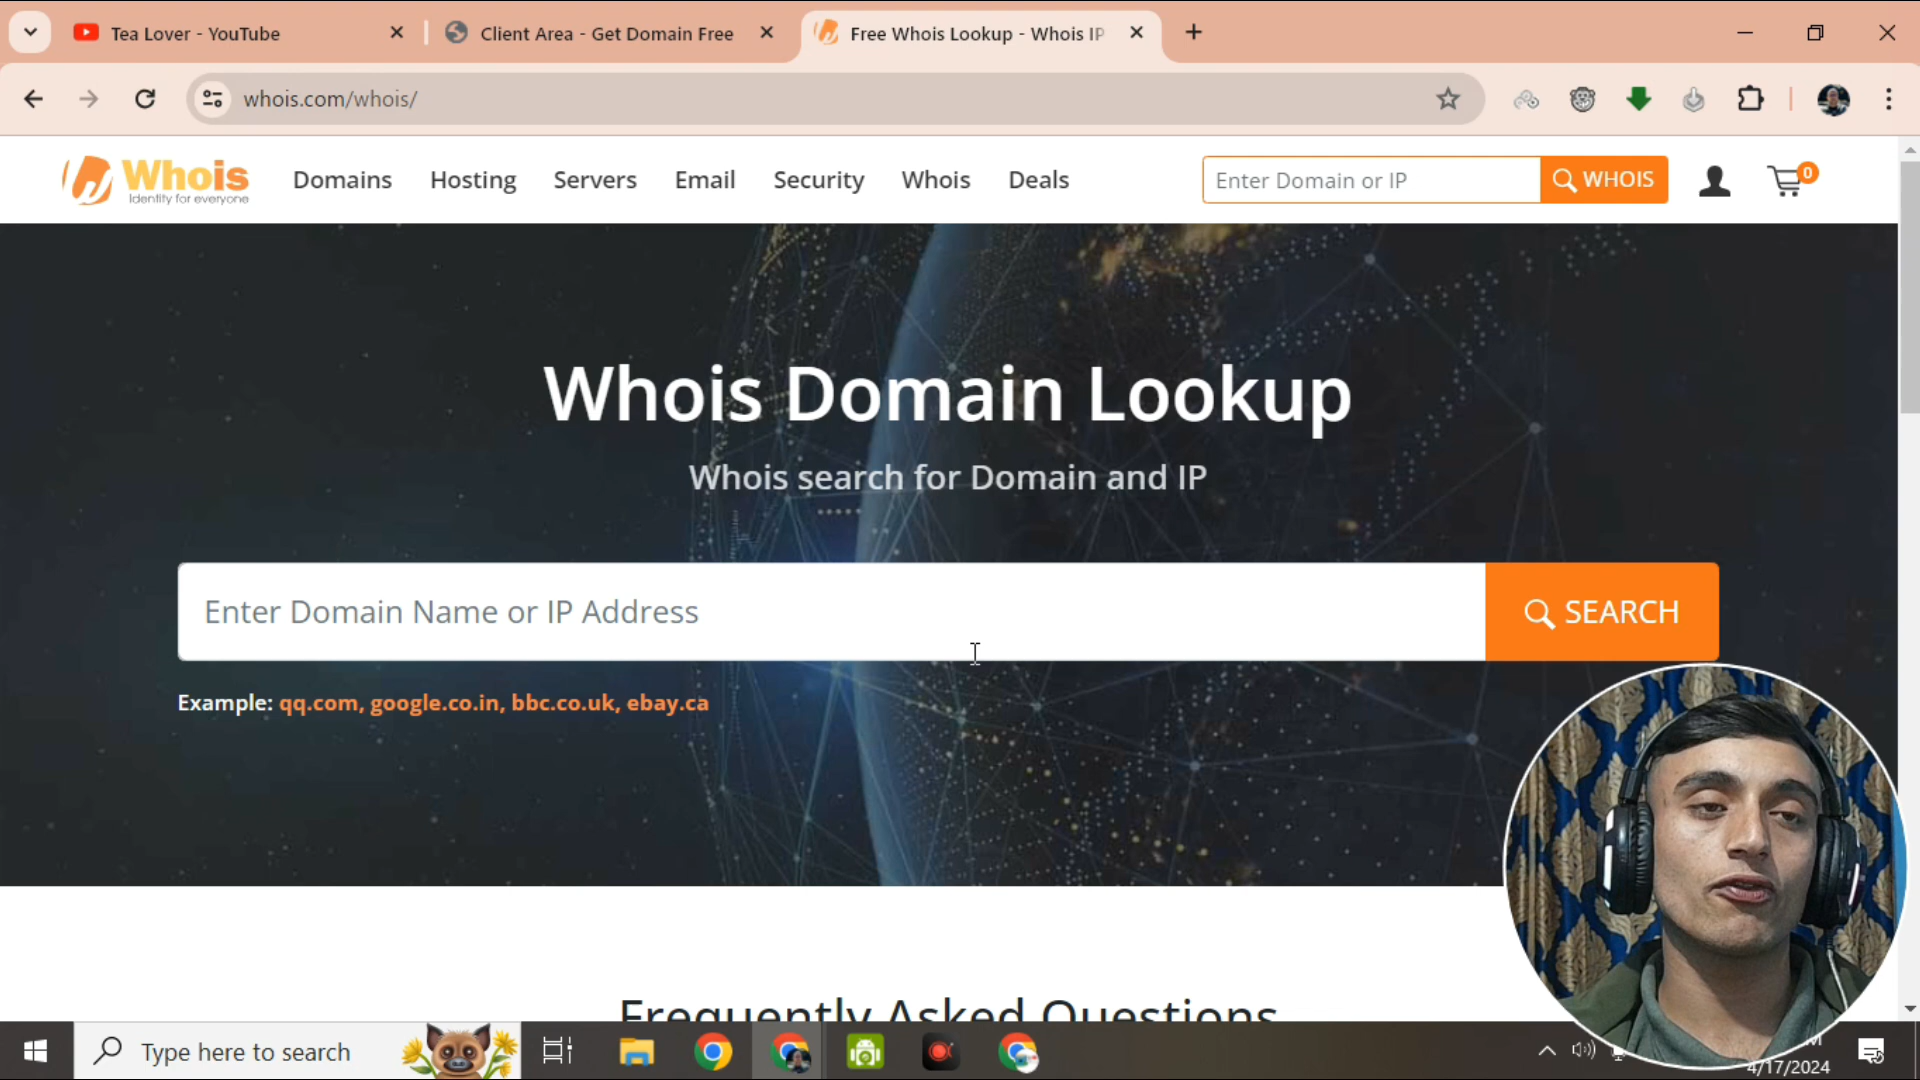 Tea Lover - YouTube
Client Area - Get Domain Free
Free Whois Lookup - Whois IP
whois.com/whois/
Whois
Identity for everyone
Domains
Hosting
Servers
Email
Security
Whois
Deals
Enter Domain or IP
WHOIS
0
Whois Domain Lookup
Whois search for Domain and IP
Enter Domain Name or IP Address
SEARCH
Example: qq.com, google.co.in, bbc.co.uk, ebay.ca
Frequently Asked Questions
Type here to search
4/17/2024